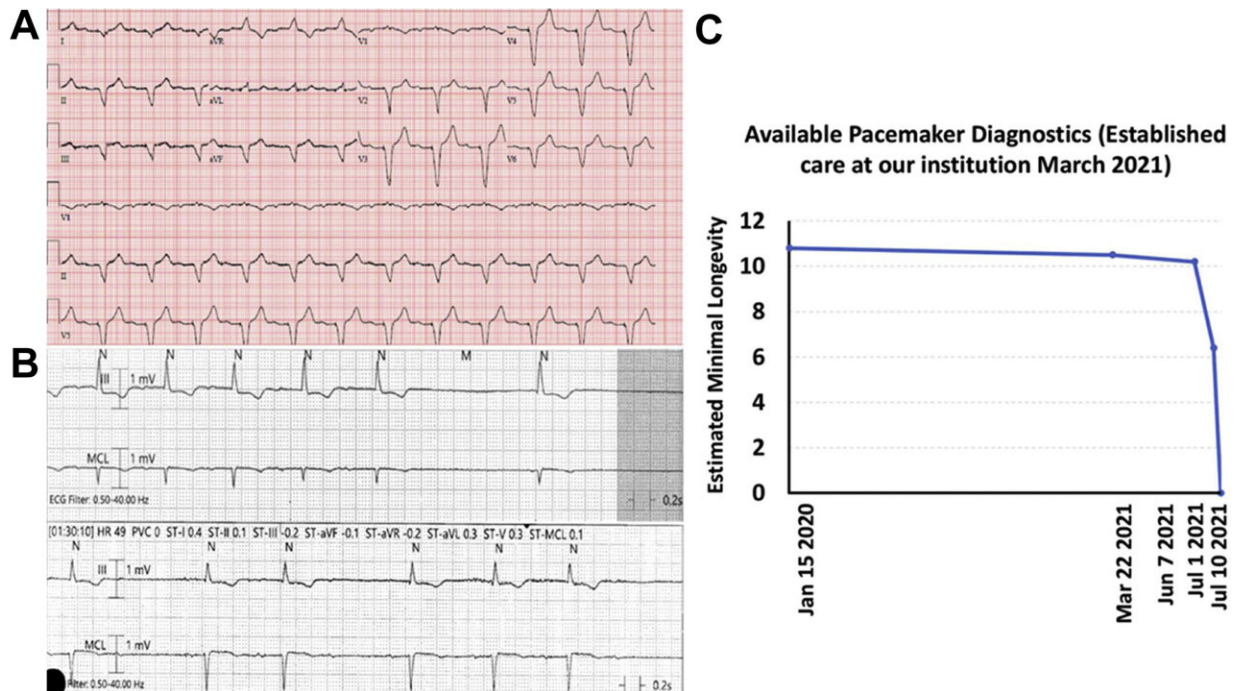 A
I
aVR
V1
V4
II
aVL
V2
V5
III
aVF
V3
V6
V1
II
V5
B
N N N N N M N
III 1 mV
MCL 1 mV
ECG Filter: 0.50-40.00 Hz
0.2s
[01:30:10] HR 49 PVC 0 ST-I 0.4 ST-II 0.1 ST-III -0.2 ST-aVF -0.1 ST-aVR -0.2 ST-aVL 0.3 ST-V 0.3 ST-MCL 0.1
N N N N N N
III 1 mV
MCL 1 mV
Filter: 0.50-40.00 Hz
0.2s
C
Available Pacemaker Diagnostics (Established
care at our institution March 2021)
Estimated Minimal Longevity
12
10
8
6
4
2
0
Jan 15 2020
Mar 22 2021
Jun 7 2021
Jul 1 2021
Jul 10 2021